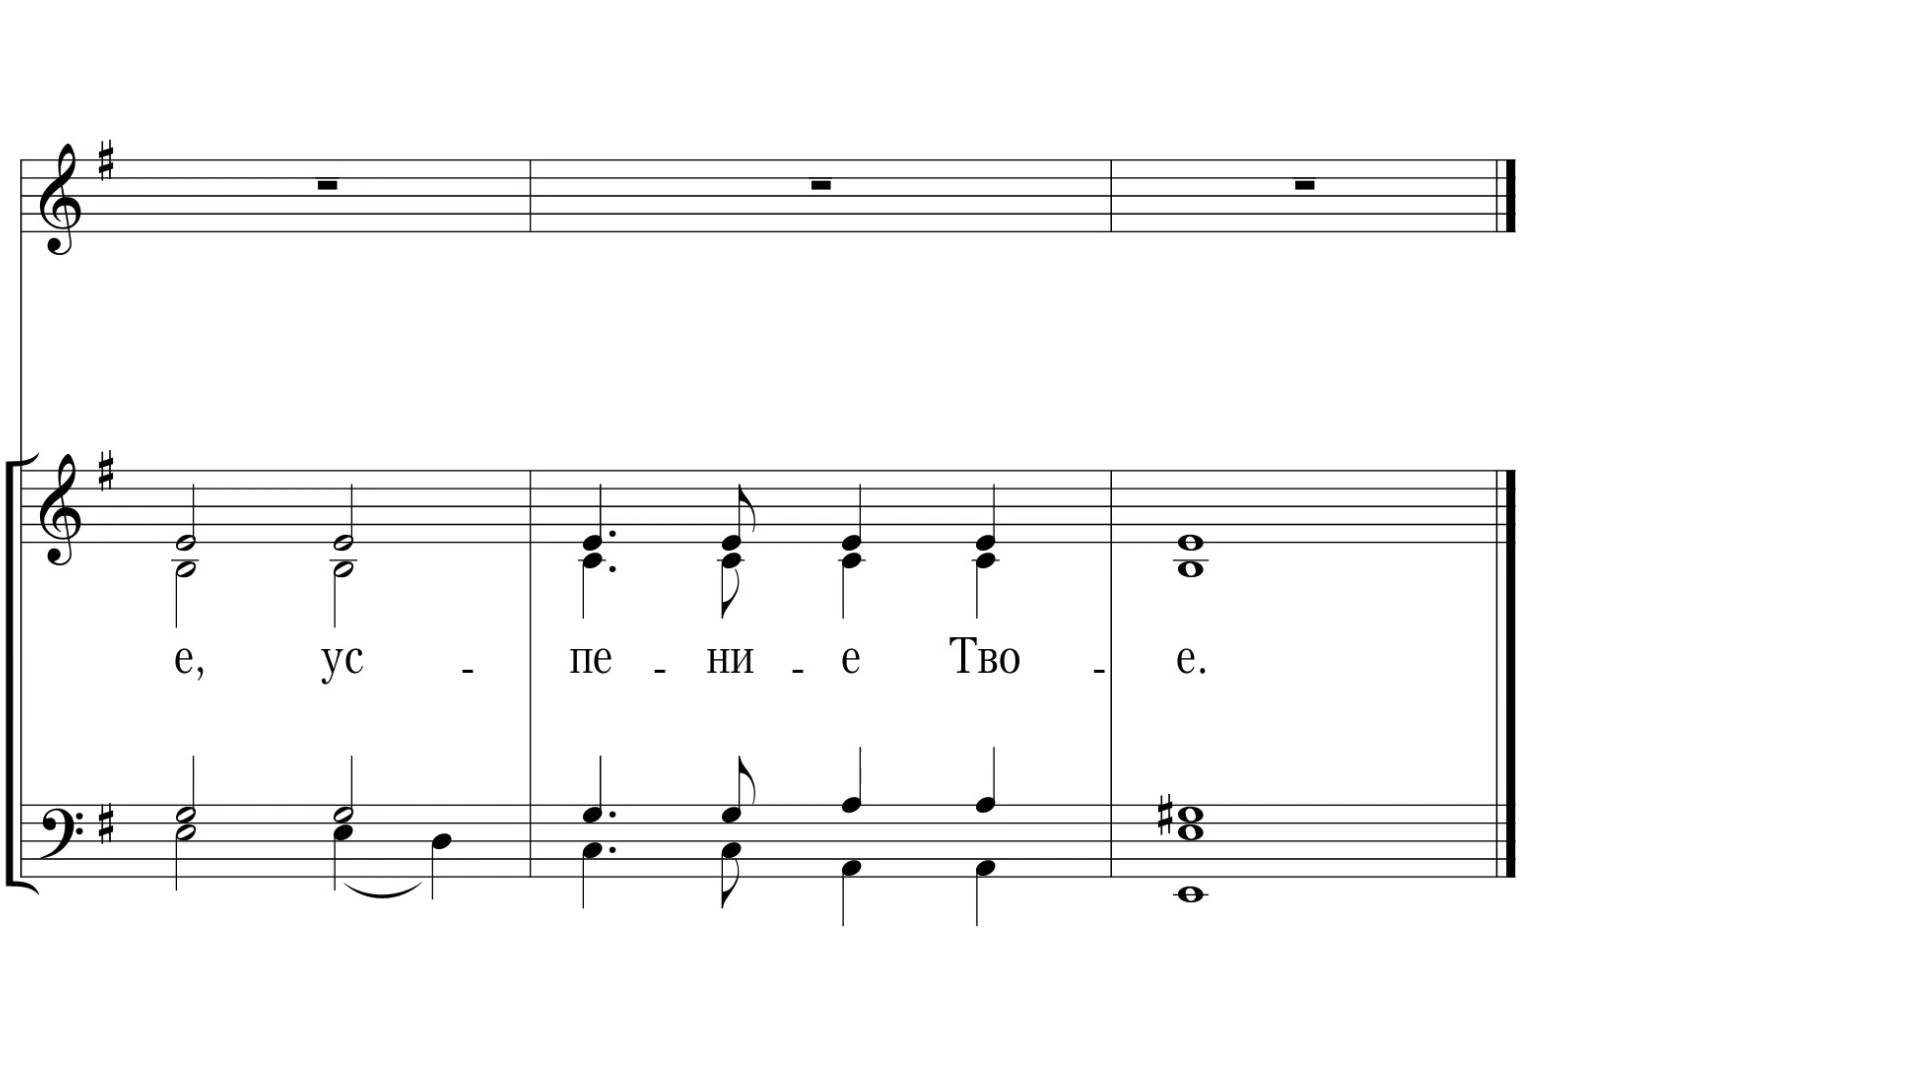 е, ус - пе - ни - е Тво - е.